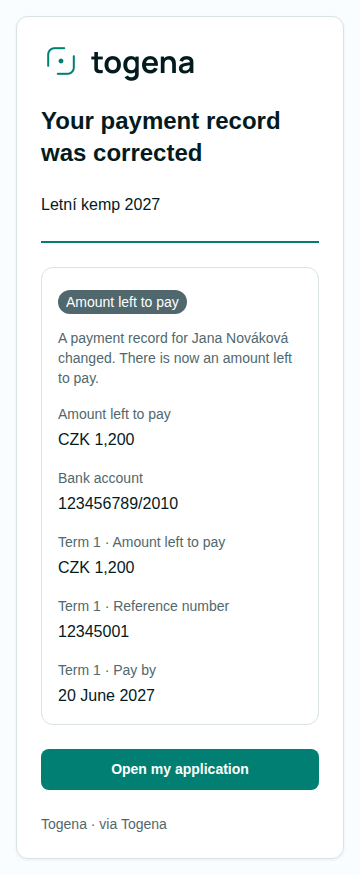 togena
Your payment record
was corrected
Letní kemp 2027
Amount left to pay
A payment record for Jana Nováková
changed. There is now an amount left
to pay.
Amount left to pay
CZK 1,200
Bank account
123456789/2010
Term 1 · Amount left to pay
CZK 1,200
Term 1 · Reference number
12345001
Term 1 · Pay by
20 June 2027
Open my application
Togena · via Togena